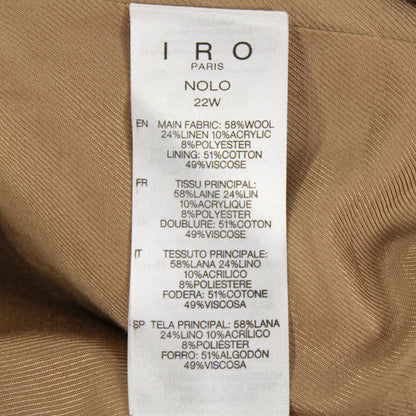 IRO
PARIS
NOLO
22W
EN MAIN FABRIC: 58%WOOL
24%LINEN 10%ACRYLIC
8%POLYESTER
LINING: 51%COTTON
49%VISCOSE
FR TISSU PRINCIPAL:
58% LAINE 24%LIN
10%ACRYLIQUE
8%POLYESTER
DOUBLURE: 51%COTON
49%VISCOSE
IT TESSUTO PRINCIPALE:
58%LANA 24%LINO
10%ACRILICO
8%POLIESTERE
FODERA: 51%COTONE
49%VISCOSA
SP TELA PRINCIPAL: 58%LANA
24%LINO 10% ACRILICO
8%POLIESTER
FORRO: 51%ALGODÓN
49%VISCOSA